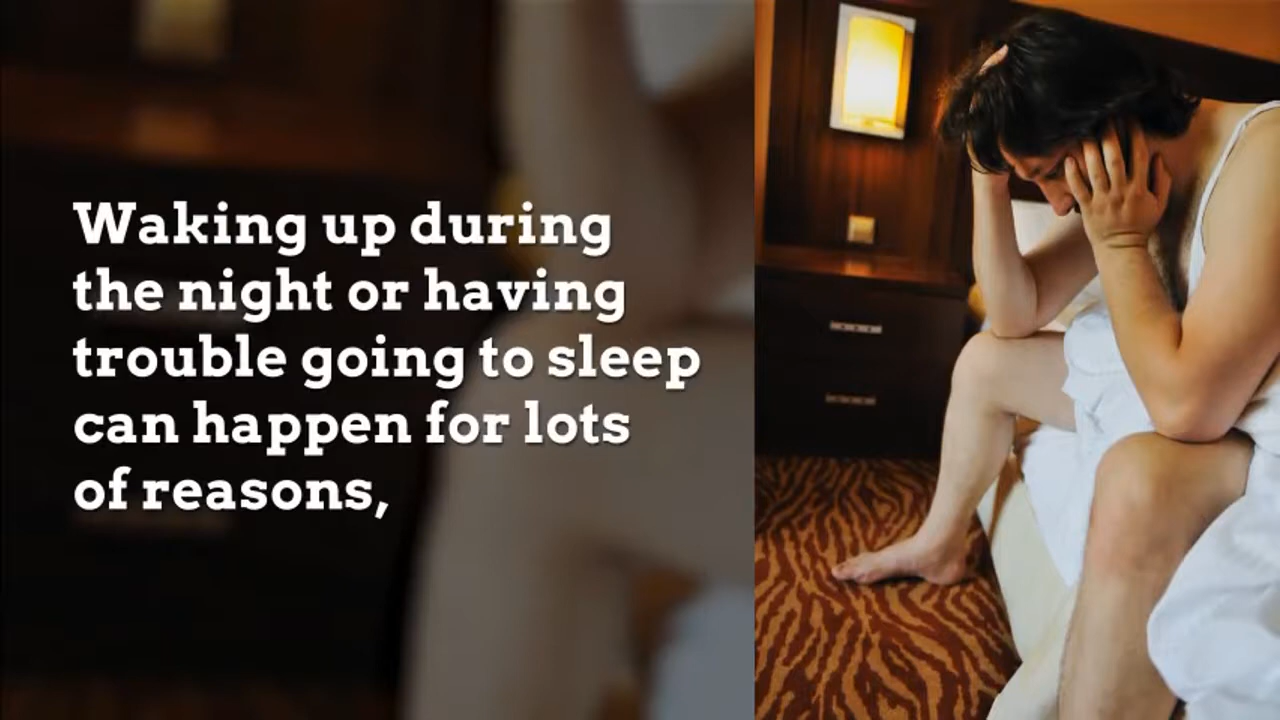 Waking up during
the night or having
trouble going to sleep
can happen for lots
of reasons,